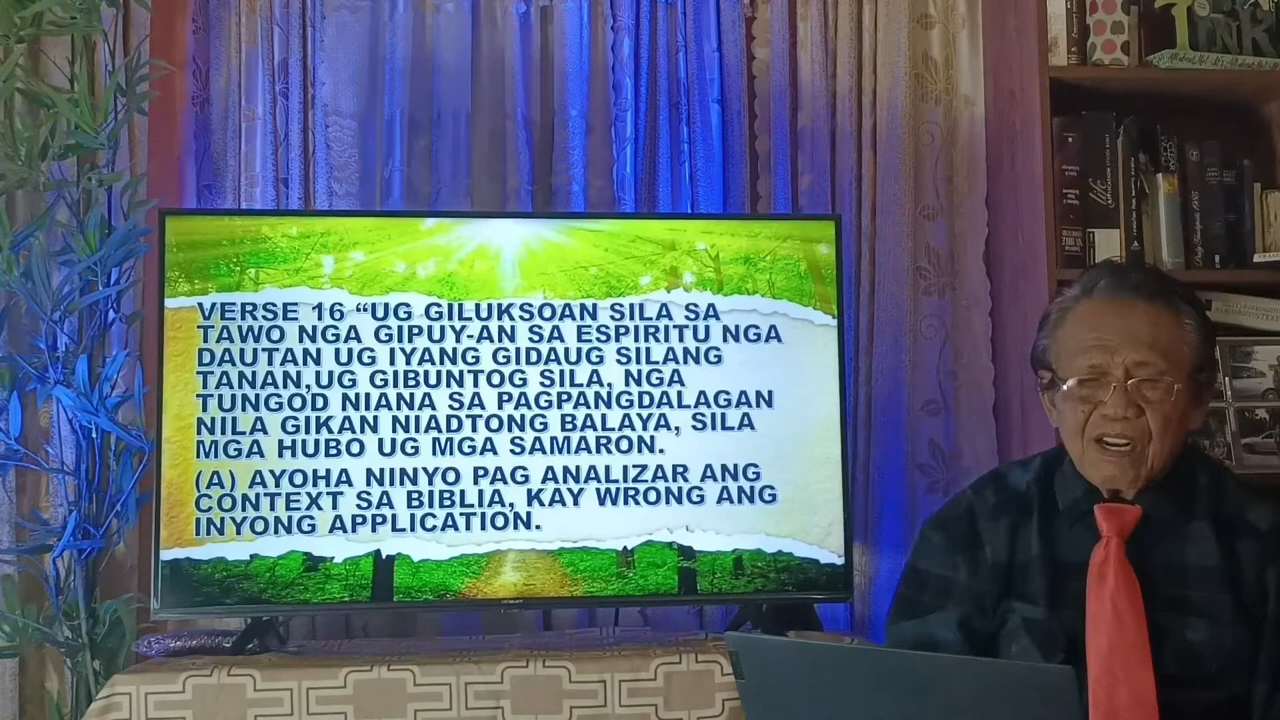 VERSE 16 “UG GILUKSOAN SILA SA
TAWO NGA GIPUY-AN SA ESPIRITU NGA
DAUTAN UG IYANG GIDAUG SILANG
TANAN,UG GIBUNTOG SILA, NGA
TUNGOD NIANA SA PAGPANGDALAGAN
NILA GIKAN NIADTONG BALAYA, SILA
MGA HUBO UG MGA SAMARON.
(A) AYOHA NINYO PAG ANALIZAR ANG
CONTEXT SA BIBLIA, KAY WRONG ANG
INYONG APPLICATION.
life